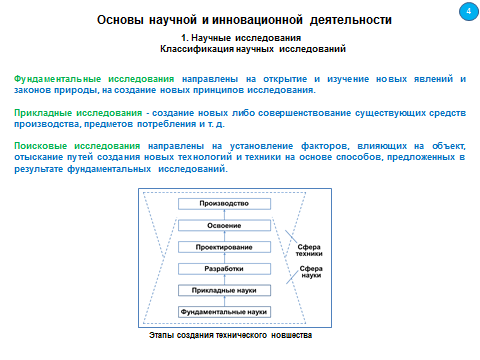 4
Основы научной и инновационной деятельности
1. Научные исследования
Классификация научных исследований
Фундаментальные исследования направлены на открытие и изучение новых явлений и
законов природы, на создание новых принципов исследования.
Прикладные исследования - создание новых либо совершенствование существующих средств
производства, предметов потребления и т. д.
Поисковые исследования направлены на установление факторов, влияющих на объект,
отыскание путей создания новых технологий и техники на основе способов, предложенных в
результате фундаментальных исследований.
Производство
Освоение
Проектирование
Сфера
техники
Разработки
Сфера
науки
Прикладные науки
Фундаментальные науки
Этапы создания технического новшества